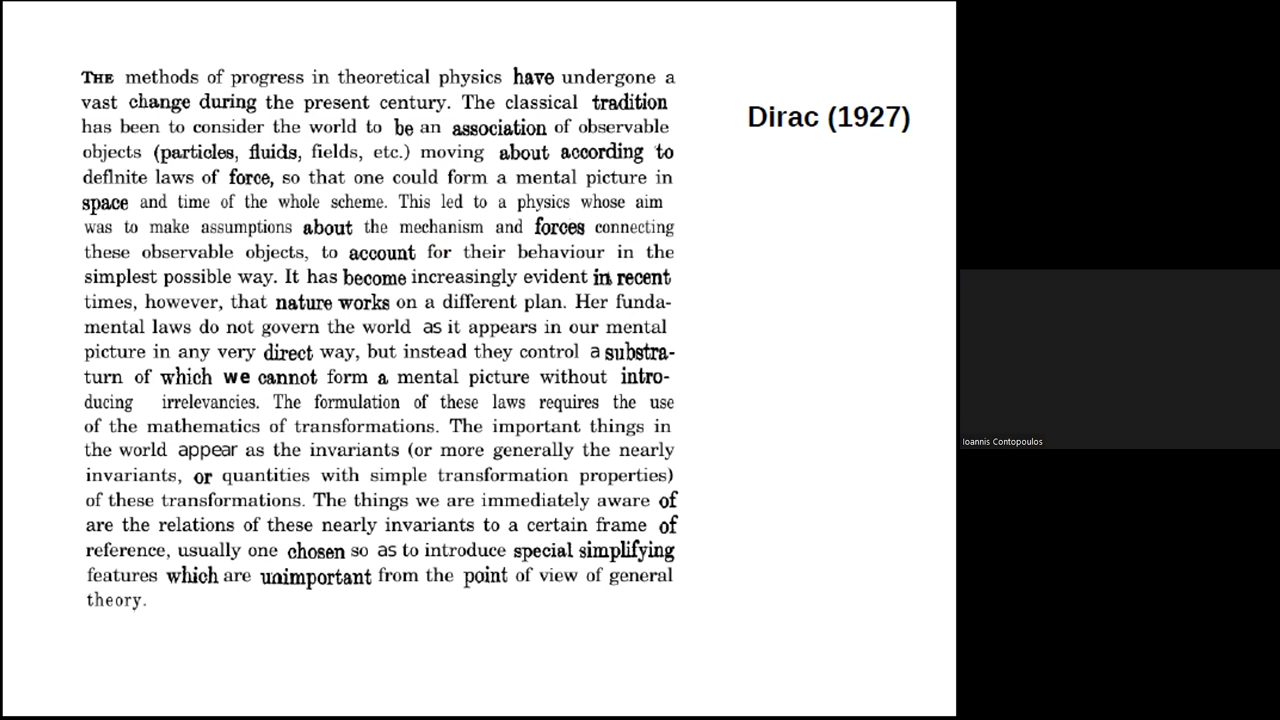 THE methods of progress in theoretical physics have undergone a
vast change during the present century. The classical tradition
has been to consider the world to be an association of observable
objects (particles, fluids, fields, etc.) moving about according to
definite laws of force, so that one could form a mental picture in
space and time of the whole scheme. This led to a physics whose aim
was to make assumptions about the mechanism and forces connecting
these observable objects, to account for their behaviour in the
simplest possible way. It has become increasingly evident in recent
times, however, that nature works on a different plan. Her funda-
mental laws do not govern the world as it appears in our mental
picture in any very direct way, but instead they control a substra-
turn of which we cannot form a mental picture without intro-
ducing irrelevancies. The formulation of these laws requires the use
of the mathematics of transformations. The important things in
the world appear as the invariants (or more generally the nearly
invariants, or quantities with simple transformation properties)
of these transformations. The things we are immediately aware of
are the relations of these nearly invariants to a certain frame of
reference, usually one chosen so as to introduce special simplifying
features which are unimportant from the point of view of general
theory.
Dirac (1927)
Ioannis Contopoulos